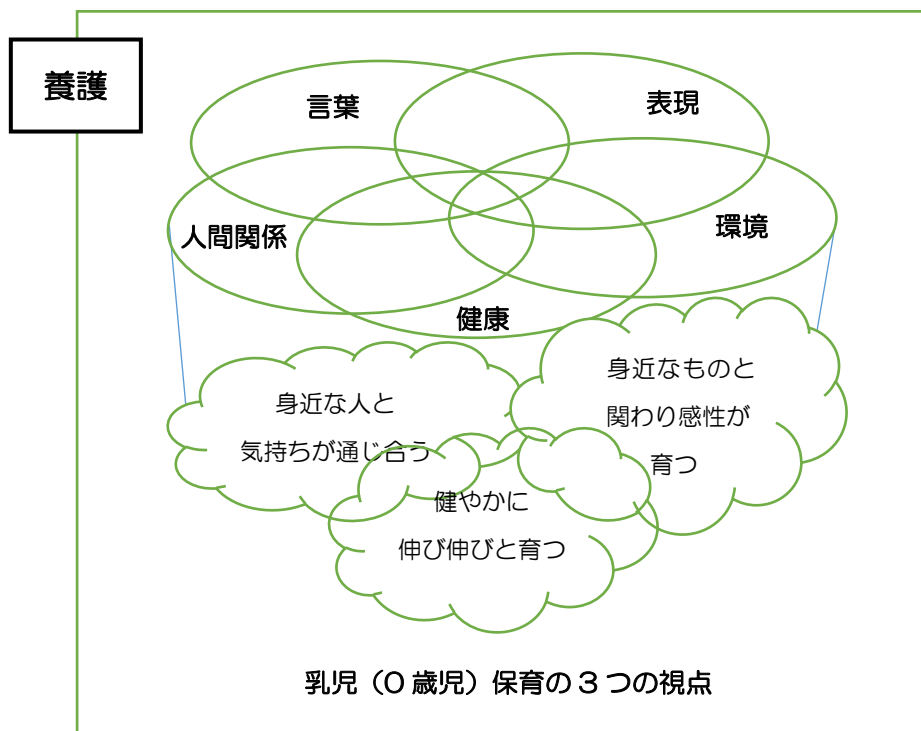 養護
言葉
表現
人間関係
環境
健康
身近な人と
気持ちが通じ合う
身近なものと
関わり感性が
育つ
健やかに
伸び伸びと育つ
乳児（０歳児）保育の３つの視点